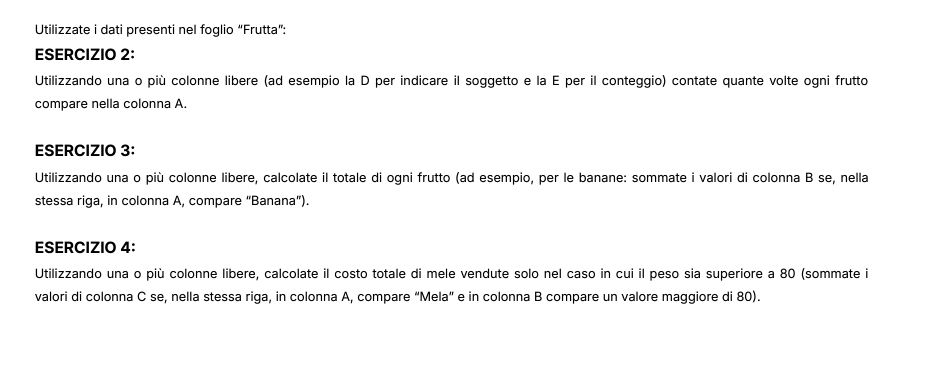 Utilizzate i dati presenti nel foglio “Frutta”:
ESERCIZIO 2:
Utilizzando una o più colonne libere (ad esempio la D per indicare il soggetto e la E per il conteggio) contate quante volte ogni frutto
compare nella colonna A.
ESERCIZIO 3:
Utilizzando una o più colonne libere, calcolate il totale di ogni frutto (ad esempio, per le banane: sommate i valori di colonna B se, nella
stessa riga, in colonna A, compare “Banana”).
ESERCIZIO 4:
Utilizzando una o più colonne libere, calcolate il costo totale di mele vendute solo nel caso in cui il peso sia superiore a 80 (sommate i
valori di colonna C se, nella stessa riga, in colonna A, compare “Mela” e in colonna B compare un valore maggiore di 80).